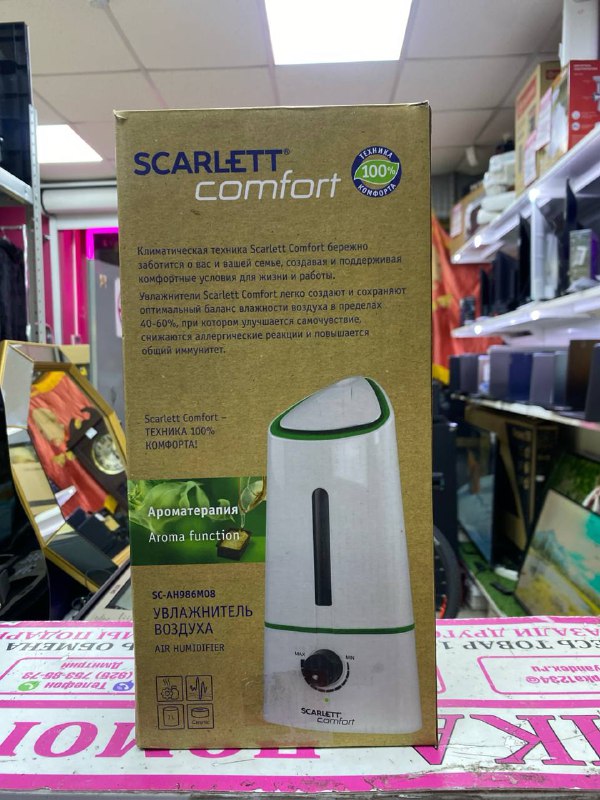 SCARLETT®
comfort
ТЕХНИКА
100%
КОМФОРТА
Климатическая техника Scarlett Comfort бережно
заботится о вас и вашей семье, создавая и поддерживая
комфортные условия для жизни и работы.
Увлажнители Scarlett Comfort легко создают и сохраняют
оптимальный баланс влажности воздуха в пределах
40-60%, при котором улучшается самочувствие,
снижаются аллергические реакции и повышается
общий иммунитет.
Scarlett Comfort –
ТЕХНИКА 100%
КОМФОРТА!
Ароматерапия
Aroma function
SC-AH986M08
УВЛАЖНИТЕЛЬ
ВОЗДУХА
AIR HUMIDIFIER
MAX
MIN
SCARLETT
comfort
Дмитрий
Телефон